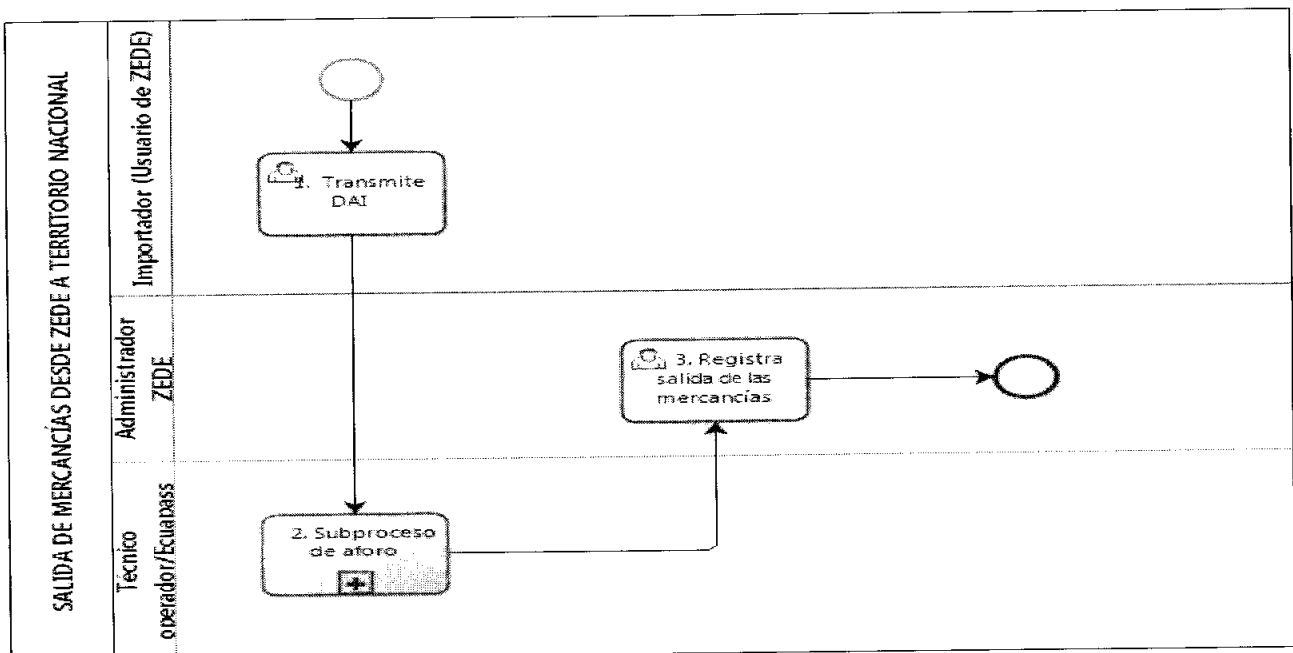 SALIDA DE MERCANCÍAS DESDE ZEDE A TERRITORIO NACIONAL
Importador (Usuario de ZEDE)
1. Transmite
DAI
Administrador
ZEDE
3. Registra
salida de las
mercancías
Técnico
operador/Ecuapass
2. Subproceso
de aforo